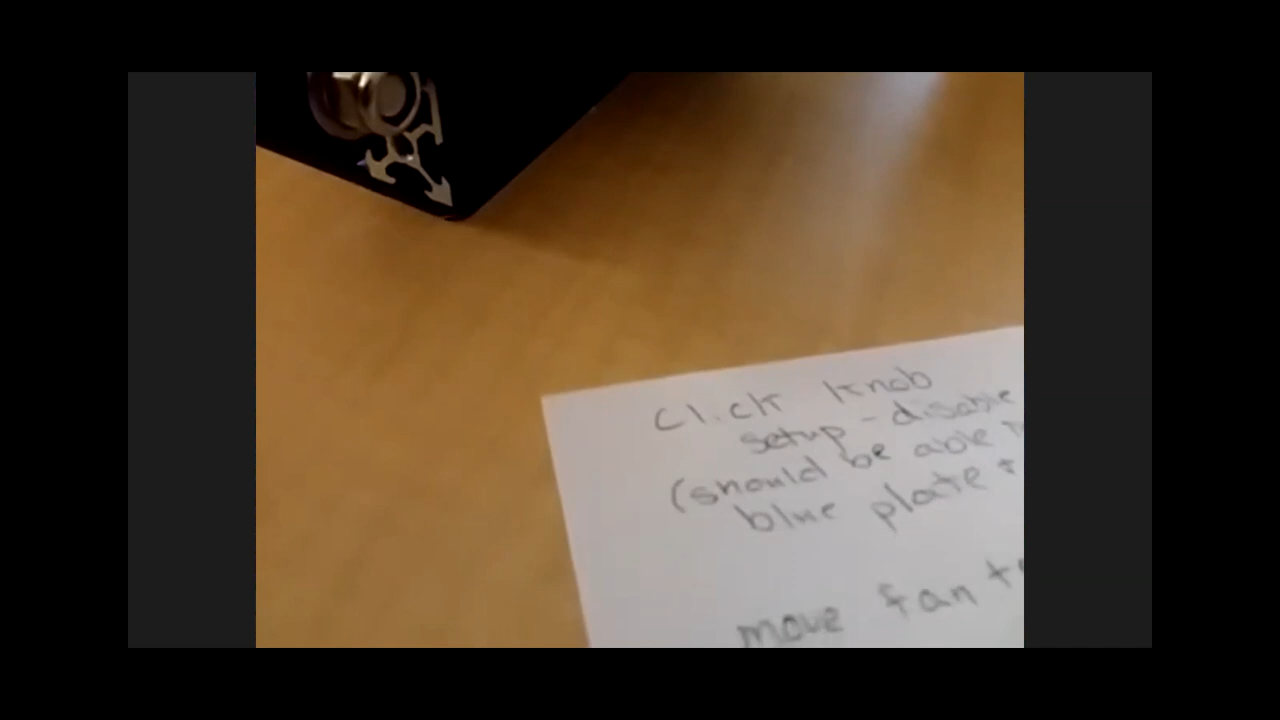 Click knob
setup - disable
(should be able
blue plate
move fan